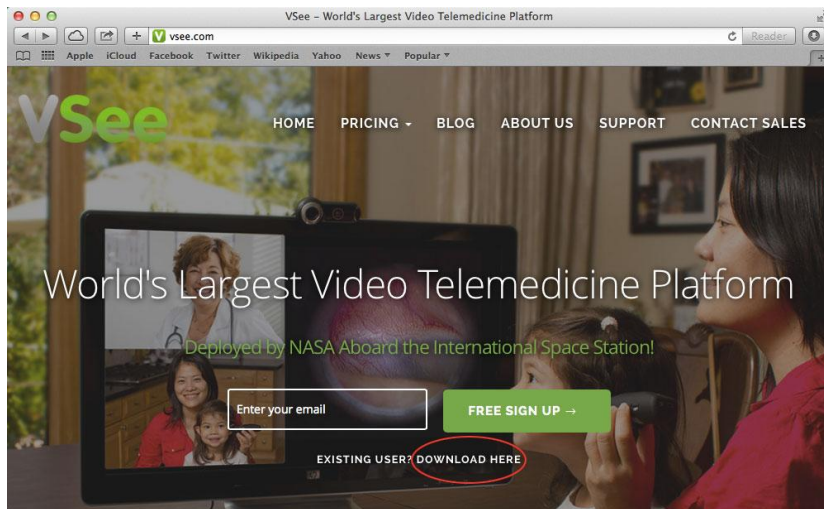 VSee – World's Largest Video Telemedicine Platform
vsee.com
Reader
Apple iCloud Facebook Twitter Wikipedia Yahoo News Popular
VSee
HOME PRICING BLOG ABOUT US SUPPORT CONTACT SALES
World's Largest Video Telemedicine Platform
Deployed by NASA Aboard the International Space Station!
Enter your email
FREE SIGN UP →
EXISTING USER? DOWNLOAD HERE